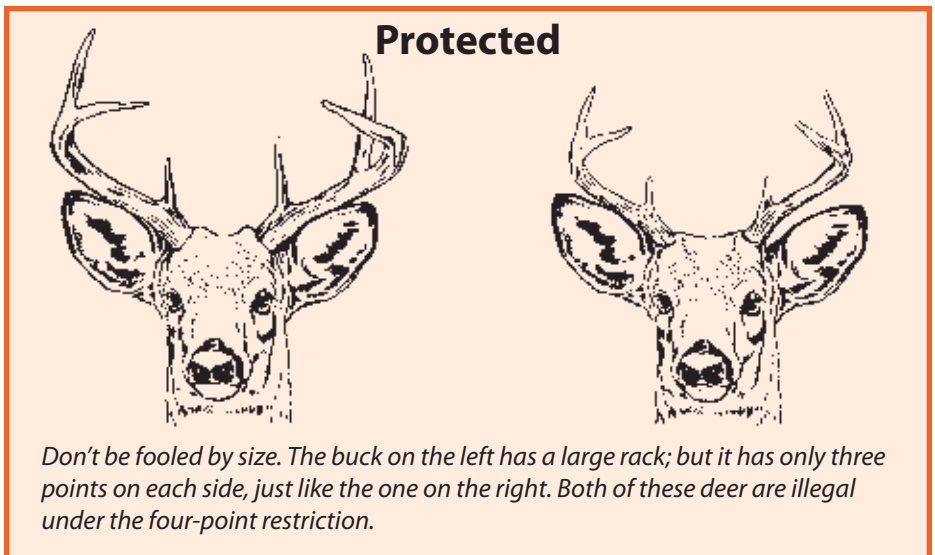 Protected
Don't be fooled by size. The buck on the left has a large rack; but it has only three
points on each side, just like the one on the right. Both of these deer are illegal
under the four-point restriction.